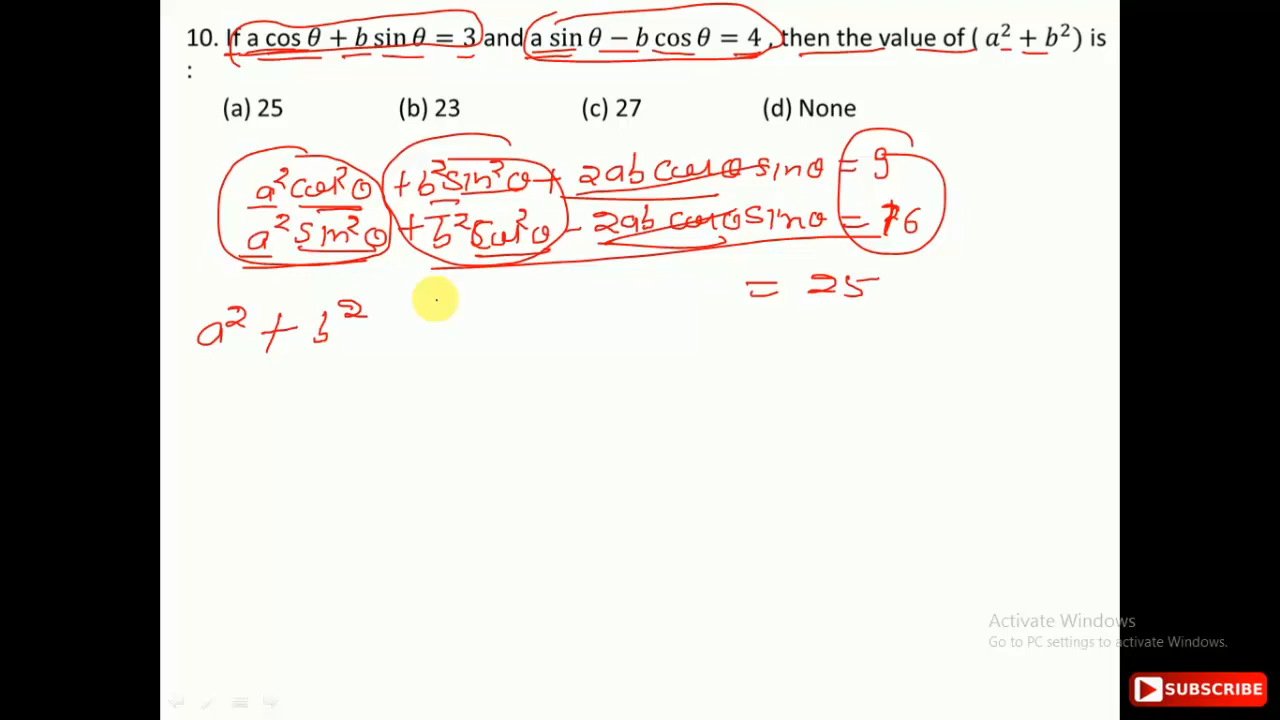 10. If a cos θ + b sin θ = 3 and a sin θ − b cos θ = 4 , then the value of ( a² + b²) is
:
(a) 25 (b) 23 (c) 27 (d) None
a²cos²θ + b²sin²θ + 2ab cosθ sinθ = 9
a²sin²θ + b²cos²θ − 2ab cosθ sinθ = 16
= 25
a² + b²
Activate Windows
Go to PC settings to activate Windows.
SUBSCRIBE